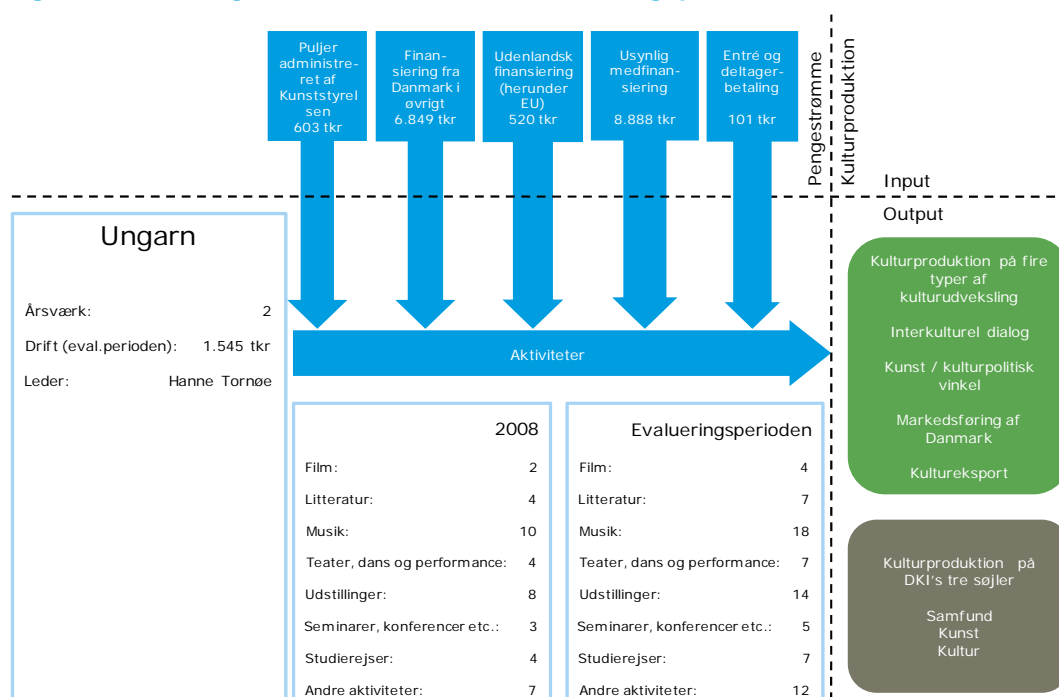 Puljer
administre-
ret af
Kunststyrel
sen
603 tkr
Finan-
siering fra
Danmark i
øvrigt
6.849 tkr
Udenlandsk
finansiering
(herunder
EU)
520 tkr
Usynlig
medfinan-
siering
8.888 tkr
Entré og
deltager-
betaling
101 tkr
Pengestrømme
Kulturproduktion
Input
Output
Ungarn
Årsværk: 2
Drift (eval.perioden): 1.545 tkr
Leder: Hanne Tornøe
Aktiviteter
2008
Film: 2
Litteratur: 4
Musik: 10
Teater, dans og performance: 4
Udstillinger: 8
Seminarer, konferencer etc.: 3
Studierejser: 4
Andre aktiviteter: 7
Evalueringsperioden
Film: 4
Litteratur: 7
Musik: 18
Teater, dans og performance: 7
Udstillinger: 14
Seminarer, konferencer etc.: 5
Studierejser: 7
Andre aktiviteter: 12
Kulturproduktion på fire
typer af
kulturudveksling
Interkulturel dialog
Kunst / kulturpolitisk
vinkel
Markedsføring af
Danmark
Kultureksport
Kulturproduktion på
DKI's tre søjler
Samfund
Kunst
Kultur